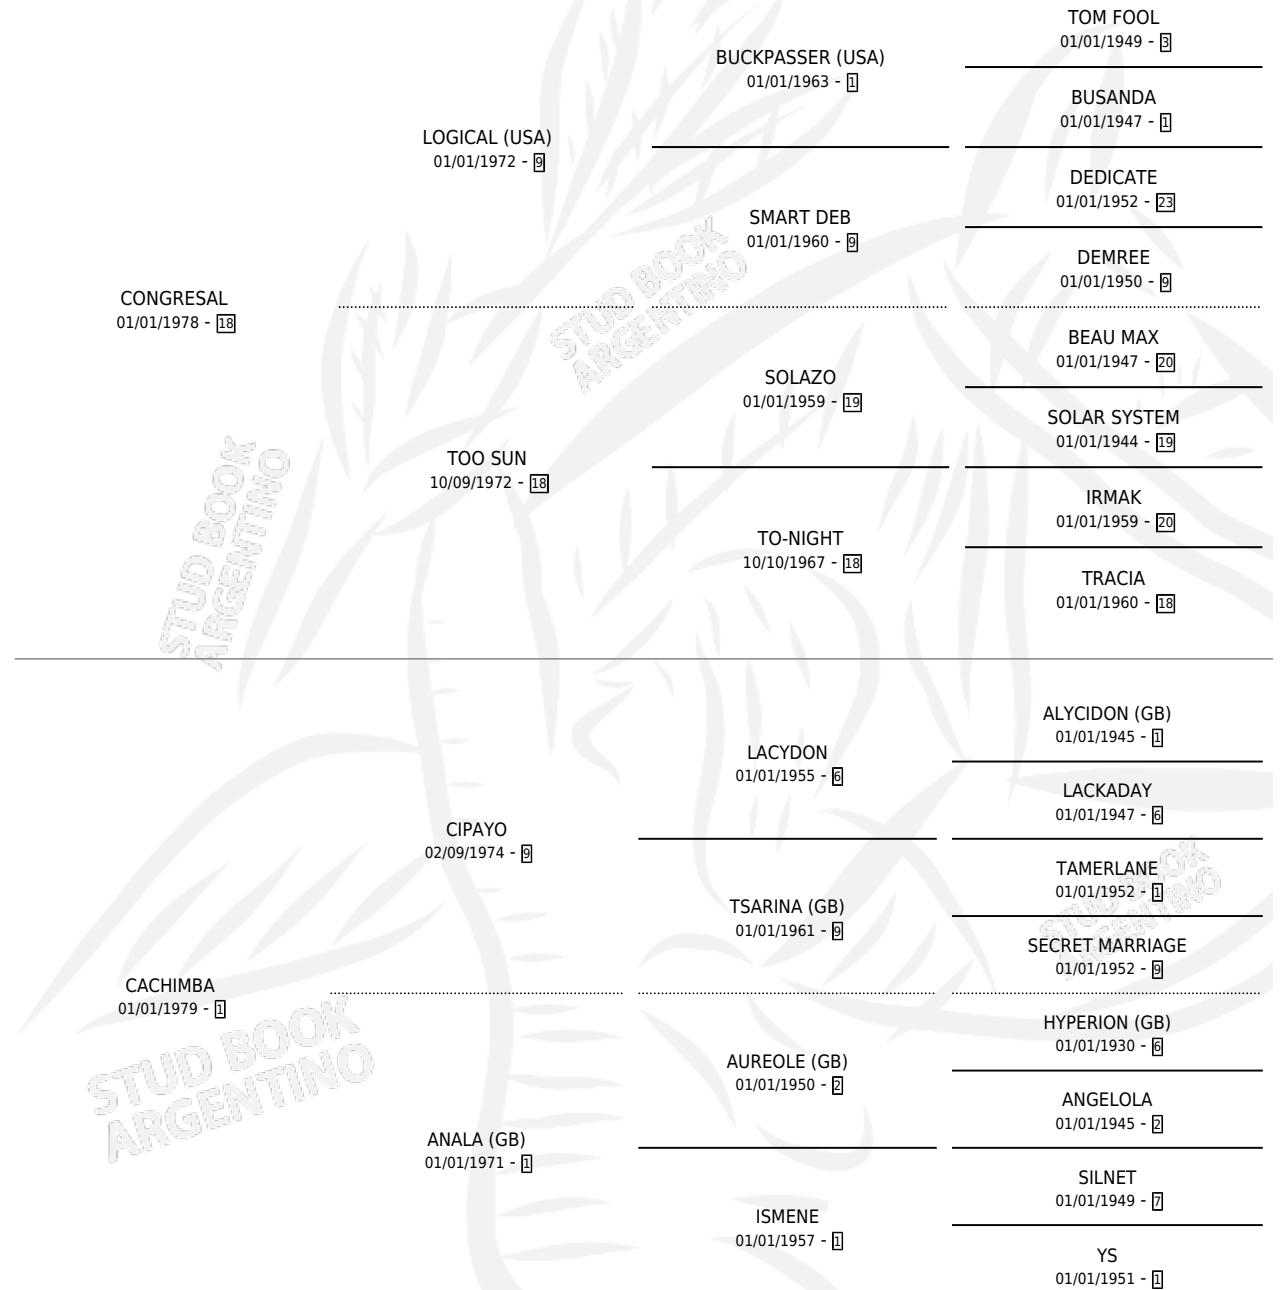 TOM FOOL
01/01/1949 - 3
BUCKPASSER (USA)
01/01/1963 - 1
BUSANDA
01/01/1947 - 1
LOGICAL (USA)
01/01/1972 - 9
DEDICATE
01/01/1952 - 23
SMART DEB
01/01/1960 - 9
DEMREE
01/01/1950 - 9
CONGRESAL
01/01/1978 - 18
BEAU MAX
01/01/1947 - 20
SOLAZO
01/01/1959 - 19
SOLAR SYSTEM
01/01/1944 - 19
TOO SUN
10/09/1972 - 18
IRMAK
01/01/1959 - 20
TO-NIGHT
10/10/1967 - 18
TRACIA
01/01/1960 - 18
ALYCIDON (GB)
01/01/1945 - 1
LACYDON
01/01/1955 - 6
LACKADAY
01/01/1947 - 6
CIPAYO
02/09/1974 - 9
TAMERLANE
01/01/1952 - 1
TSARINA (GB)
01/01/1961 - 9
SECRET MARRIAGE
01/01/1952 - 9
CACHIMBA
01/01/1979 - 1
HYPERION (GB)
01/01/1930 - 6
AUREOLE (GB)
01/01/1950 - 2
ANGELOLA
01/01/1945 - 2
ANALA (GB)
01/01/1971 - 1
SILNET
01/01/1949 - 7
ISMENE
01/01/1957 - 1
YS
01/01/1951 - 1
STUD BOOK
ARGENTINO
STUD BOOK
ARGENTINO
STUD BOOK
ARGENTINO
STUD BOOK
ARGENTINO